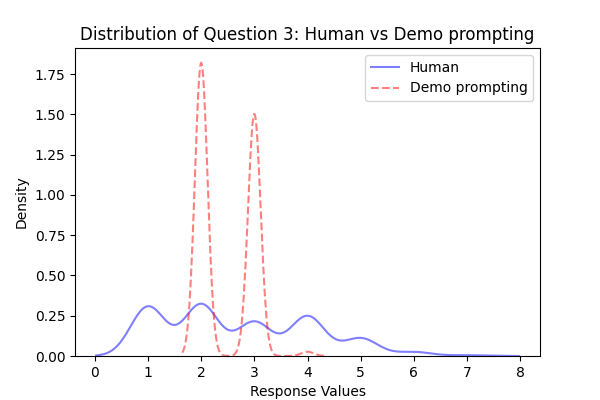 Distribution of Question 3: Human vs Demo prompting
Human
Demo prompting
1.75
1.50
1.25
1.00
0.75
0.50
0.25
0.00
Density
0 1 2 3 4 5 6 7 8
Response Values